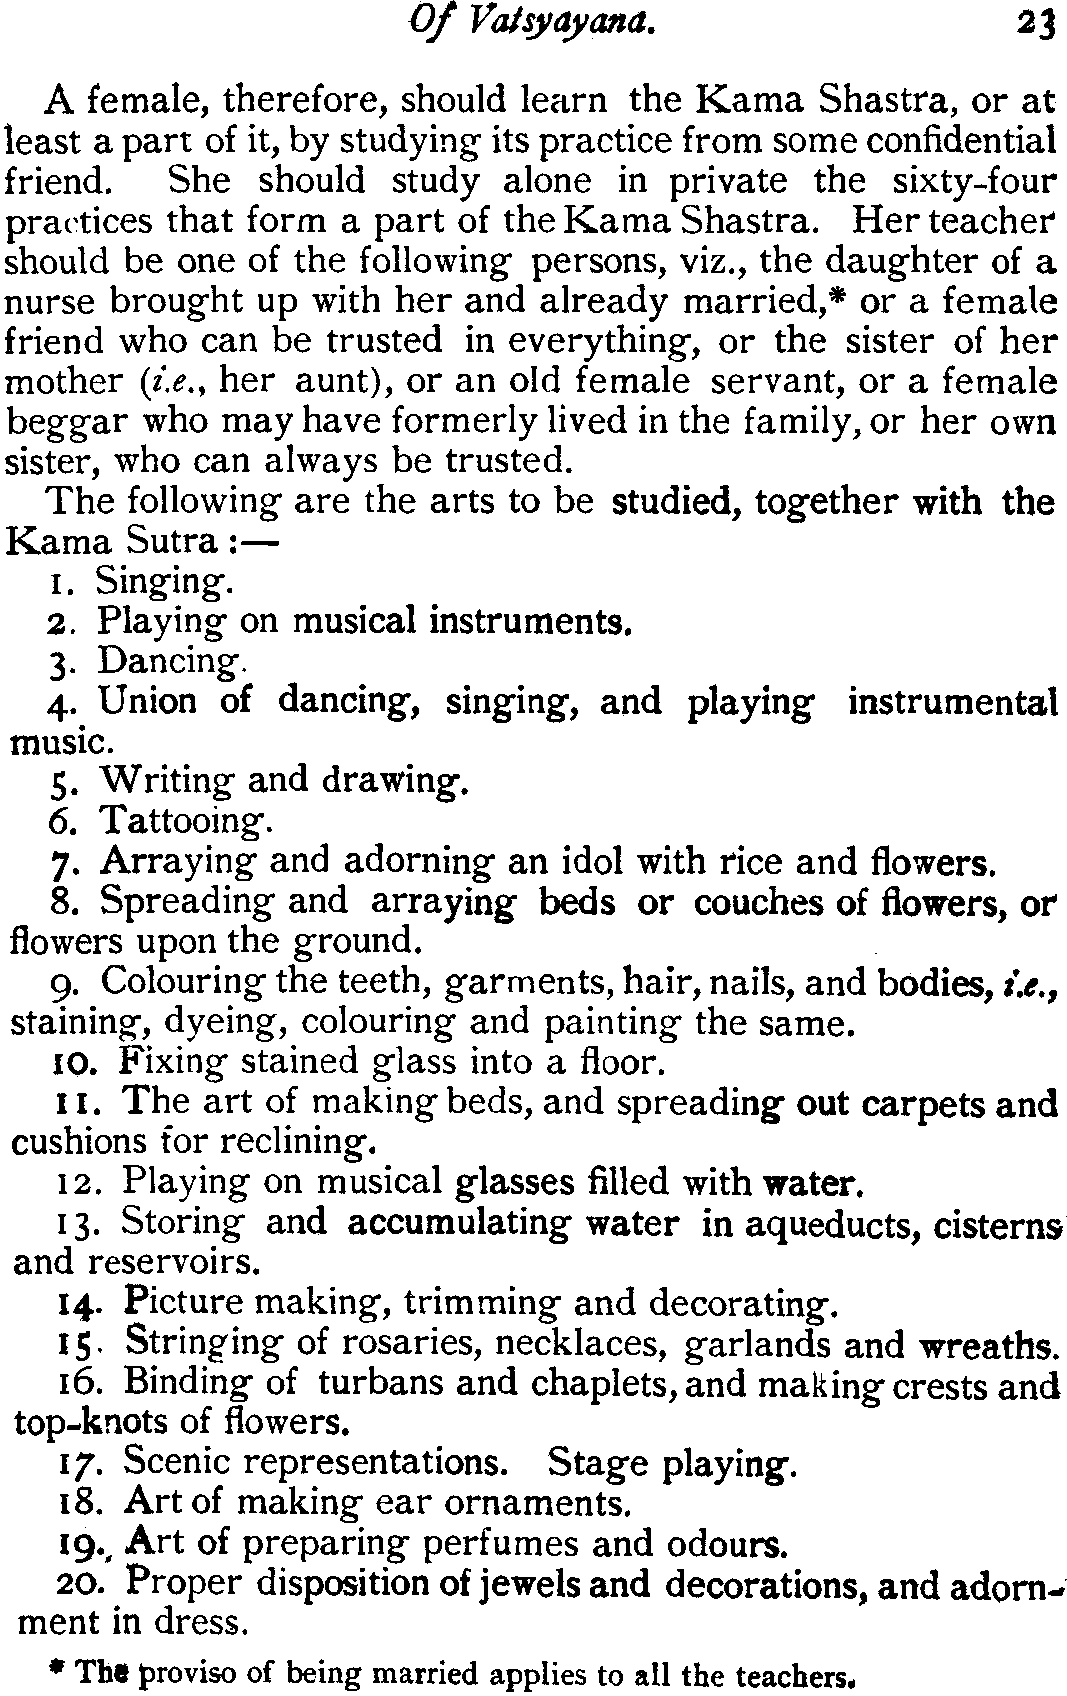 Of Vatsyayana. 23
A female, therefore, should learn the Kama Shastra, or at
least a part of it, by studying its practice from some confidential
friend. She should study alone in private the sixty-four
practices that form a part of the Kama Shastra. Her teacher
should be one of the following persons, viz., the daughter of a
nurse brought up with her and already married,* or a female
friend who can be trusted in everything, or the sister of her
mother (i.e., her aunt), or an old female servant, or a female
beggar who may have formerly lived in the family, or her own
sister, who can always be trusted.
The following are the arts to be studied, together with the
Kama Sutra :—
1. Singing.
2. Playing on musical instruments.
3. Dancing.
4. Union of dancing, singing, and playing instrumental
music.
5. Writing and drawing.
6. Tattooing.
7. Arraying and adorning an idol with rice and flowers.
8. Spreading and arraying beds or couches of flowers, or
flowers upon the ground.
9. Colouring the teeth, garments, hair, nails, and bodies, i.e.,
staining, dyeing, colouring and painting the same.
10. Fixing stained glass into a floor.
11. The art of making beds, and spreading out carpets and
cushions for reclining.
12. Playing on musical glasses filled with water.
13. Storing and accumulating water in aqueducts, cisterns
and reservoirs.
14. Picture making, trimming and decorating.
15. Stringing of rosaries, necklaces, garlands and wreaths.
16. Binding of turbans and chaplets, and making crests and
top-knots of flowers.
17. Scenic representations. Stage playing.
18. Art of making ear ornaments.
19. Art of preparing perfumes and odours.
20. Proper disposition of jewels and decorations, and adorn-
ment in dress.
* The proviso of being married applies to all the teachers.